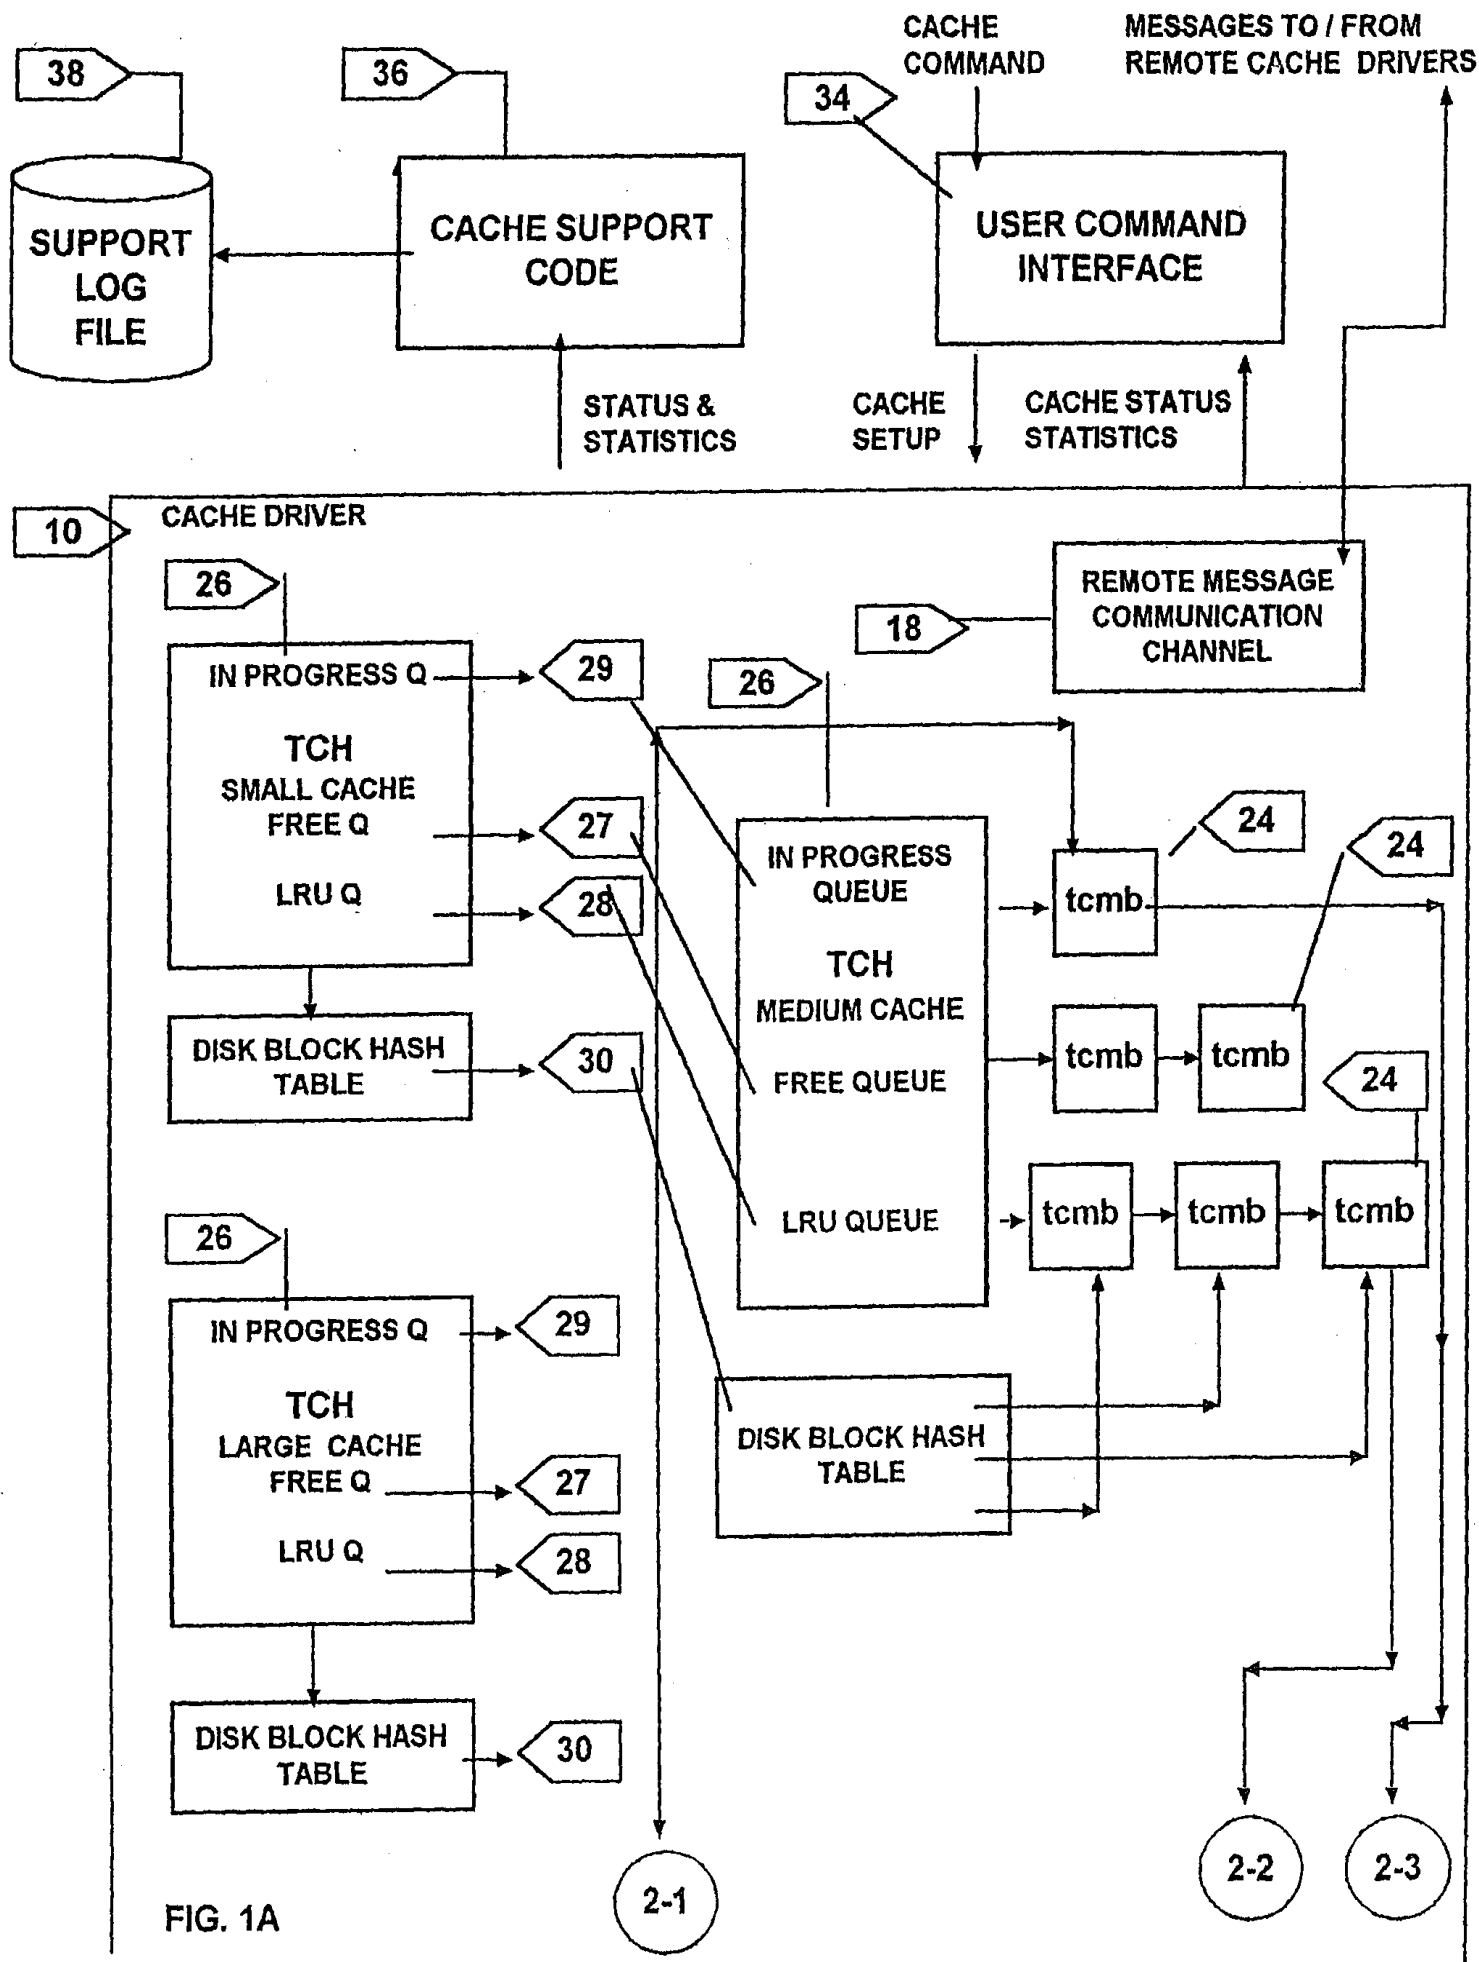 CACHE
COMMAND
MESSAGES TO / FROM
REMOTE CACHE DRIVERS
38
36
34
SUPPORT
LOG
FILE
CACHE SUPPORT
CODE
USER COMMAND
INTERFACE
STATUS &
STATISTICS
CACHE
SETUP
CACHE STATUS
STATISTICS
10
CACHE DRIVER
26
IN PROGRESS Q
TCH
SMALL CACHE
FREE Q
LRU Q
DISK BLOCK HASH
TABLE
29
27
28
30
18
REMOTE MESSAGE
COMMUNICATION
CHANNEL
26
IN PROGRESS
QUEUE
TCH
MEDIUM CACHE
FREE QUEUE
LRU QUEUE
tcmb
24
24
tcmb
tcmb
24
tcmb
tcmb
tcmb
DISK BLOCK HASH
TABLE
26
IN PROGRESS Q
TCH
LARGE CACHE
FREE Q
LRU Q
29
27
28
DISK BLOCK HASH
TABLE
30
2-1
2-2
2-3
FIG. 1A